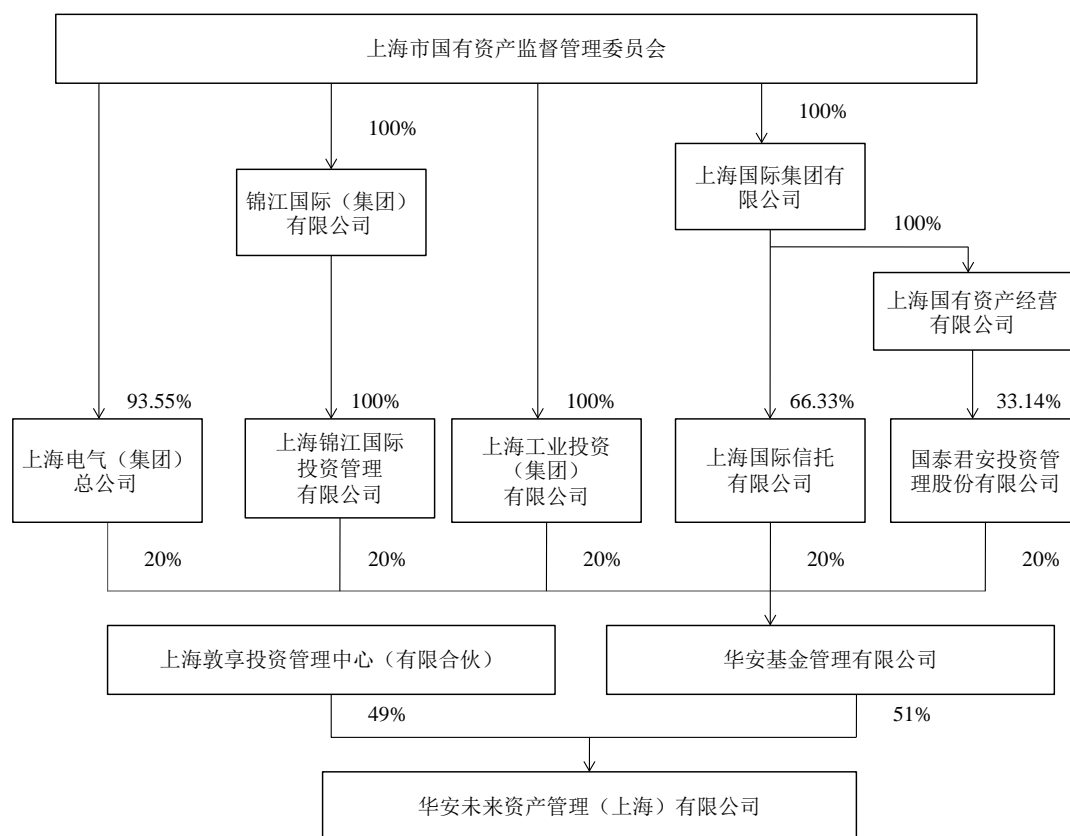 上海市国有资产监督管理委员会
100%
100%
锦江国际（集团）
有限公司
上海国际集团有
限公司
100%
上海国有资产经营
有限公司
93.55%
100%
100%
66.33%
33.14%
上海电气（集团）
总公司
上海锦江国际
投资管理
有限公司
上海工业投资
（集团）
有限公司
上海国际信托
有限公司
国泰君安投资管
理股份有限公司
20%
20%
20%
20%
20%
上海敦享投资管理中心（有限合伙）
华安基金管理有限公司
49%
51%
华安未来资产管理（上海）有限公司